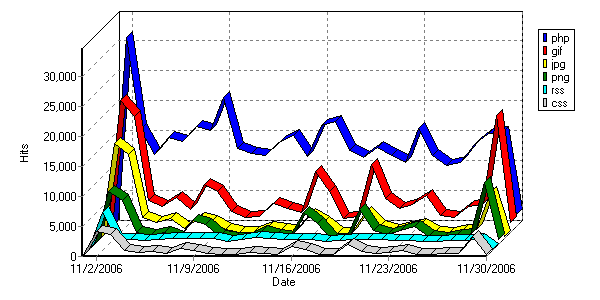 30,000
25,000
20,000
15,000
10,000
5,000
0
Hits
11/2/2006
11/9/2006
11/16/2006
11/23/2006
11/30/2006
Date
php
gif
jpg
png
rss
css